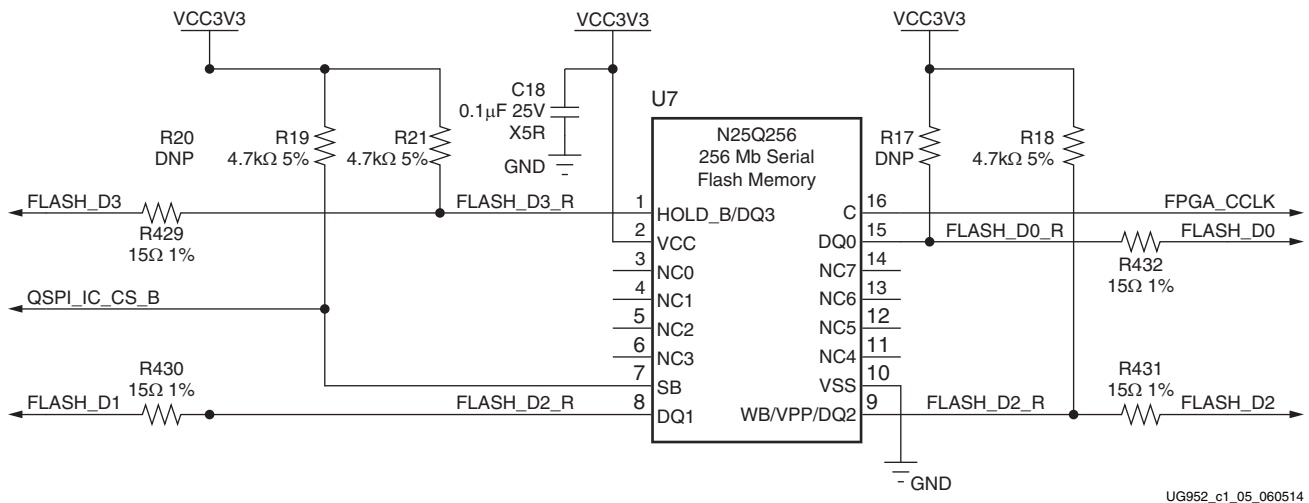 VCC3V3
VCC3V3
VCC3V3
C18
0.1μF 25V
X5R
GND
U7
N25Q256
256 Mb Serial
Flash Memory
R20
DNP
R19
4.7kΩ 5%
R21
4.7kΩ 5%
R17
DNP
R18
4.7kΩ 5%
FLASH_D3
R429
15Ω 1%
FLASH_D3_R
1
HOLD_B/DQ3
2
VCC
3
NC0
4
NC1
5
NC2
6
NC3
7
SB
8
DQ1
QSPI_IC_CS_B
R430
15Ω 1%
FLASH_D1
FLASH_D2_R
C
16
FPGA_CCLK
DQ0
15
FLASH_D0_R
FLASH_D0
R432
15Ω 1%
NC7
14
NC6
13
NC5
12
NC4
11
VSS
10
WB/VPP/DQ2
9
FLASH_D2_R
R431
15Ω 1%
FLASH_D2
GND
UG952_c1_05_060514